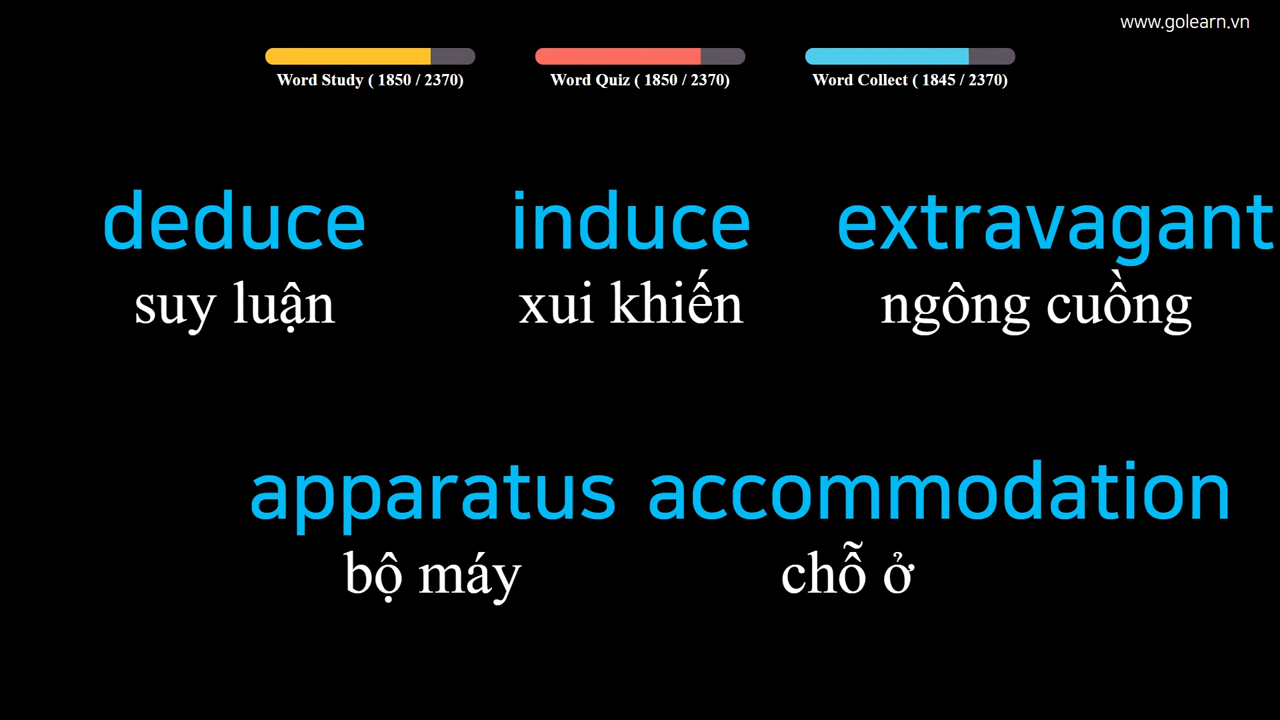 www.golearn.vn
Word Study ( 1850 / 2370)
Word Quiz ( 1850 / 2370)
Word Collect ( 1845 / 2370)
deduce
induce
extravagant
suy luận
xui khiến
ngông cuồng
apparatus
accommodation
bộ máy
chỗ ở